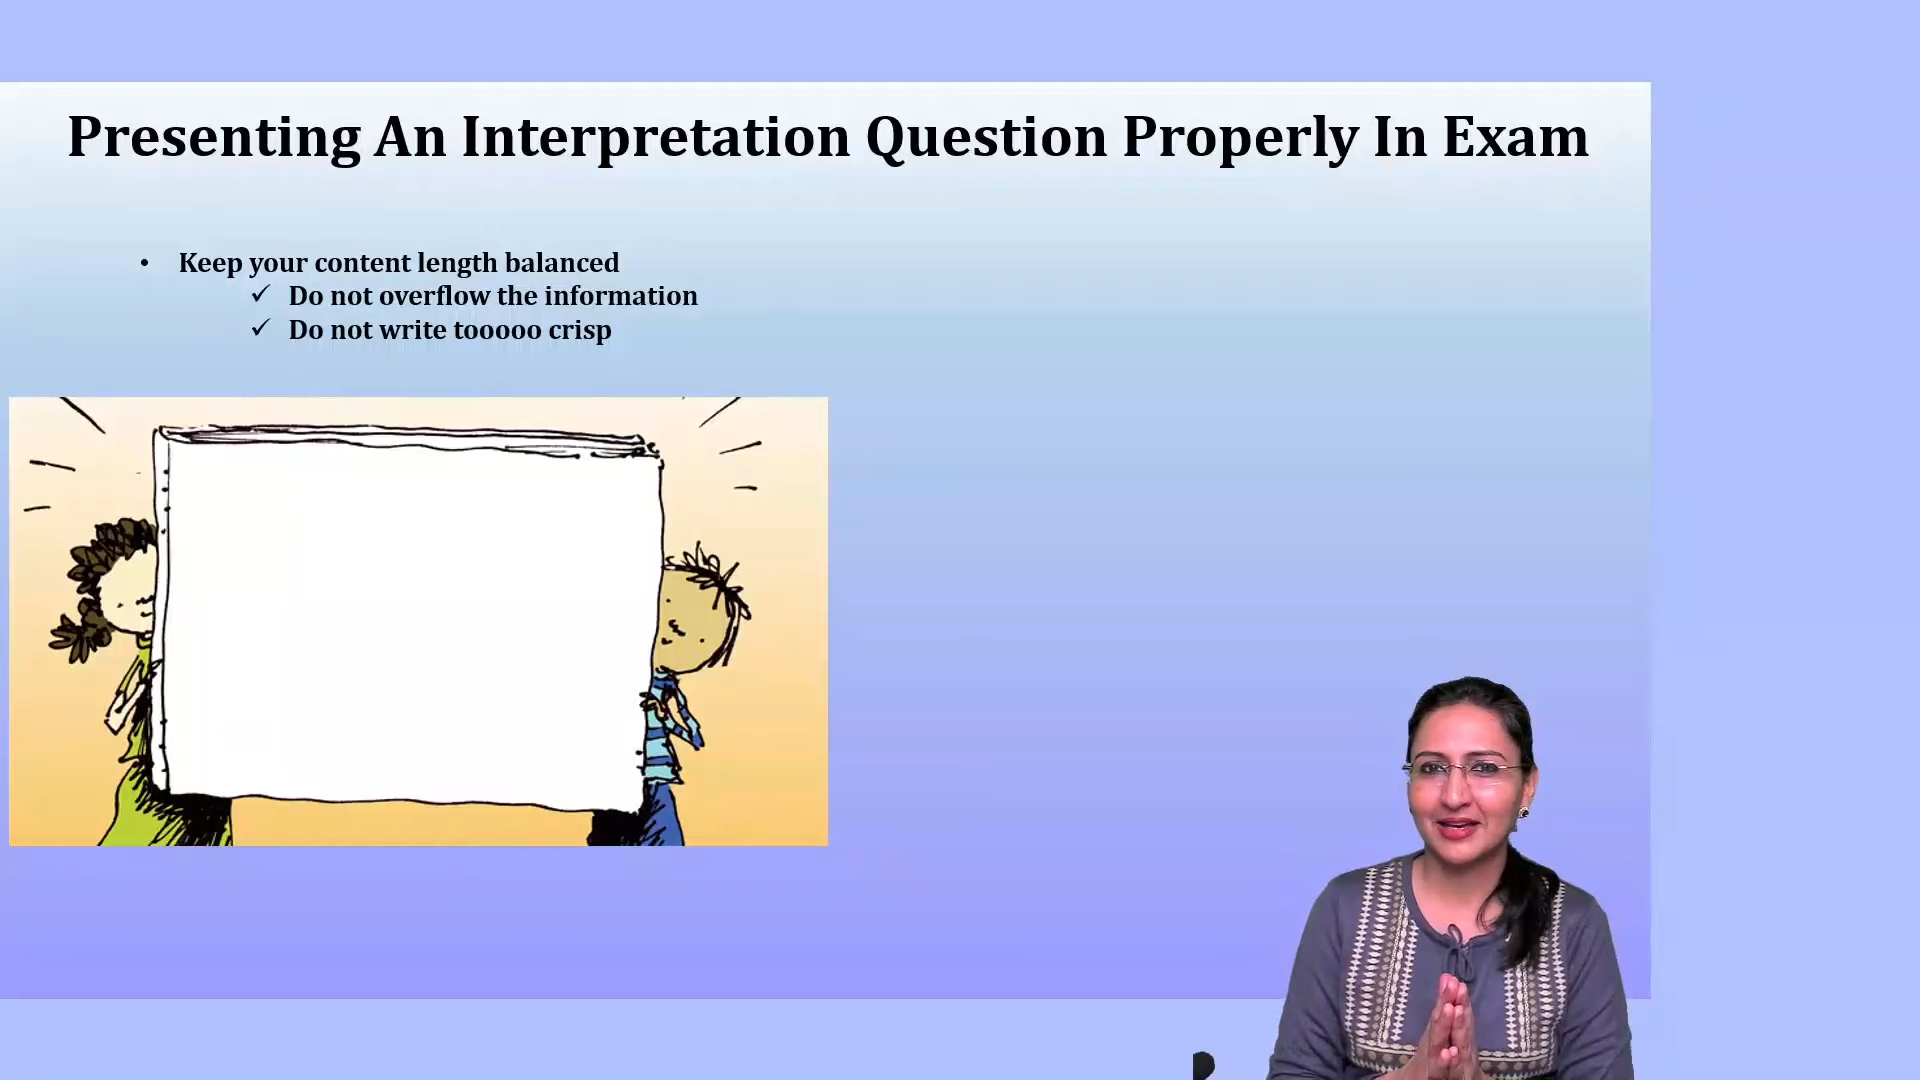 Presenting An Interpretation Question Properly In Exam
• Keep your content length balanced
✓ Do not overflow the information
✓ Do not write tooooo crisp